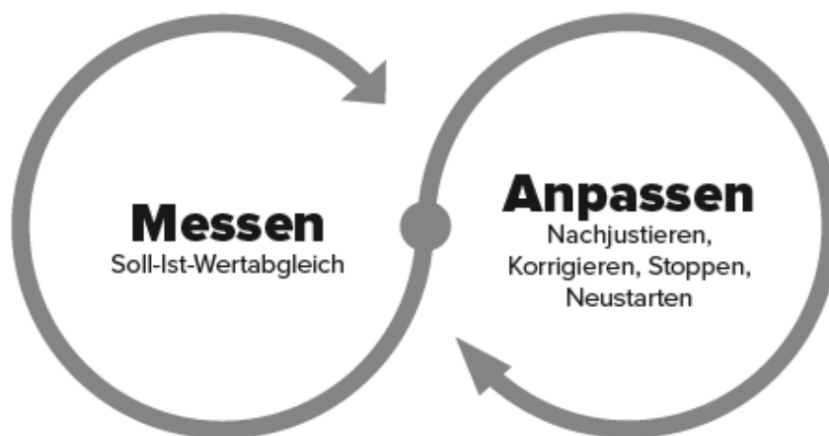 Messen
Soll-Ist-Wertabgleich
Anpassen
Nachjustieren,
Korrigieren, Stoppen,
Neustarten